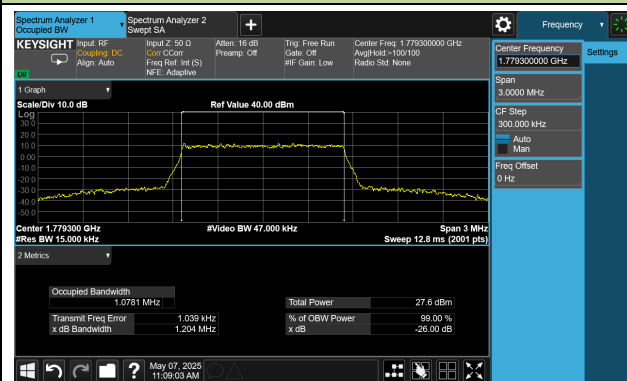 Spectrum Analyzer 1
Occupied BW
Spectrum Analyzer 2
Swept SA
Frequency
KEYSIGHT
Input: RF
Coupling: DC
Align: Auto
Input Z: 50 Ω
Corr CCorr
Freq Ref: Int (S)
NFE: Adaptive
Atten: 16 dB
Preamp: Off
Trig: Free Run
Gate: Off
#IF Gain: Low
Center Freq: 1.779300000 GHz
Avg|Hold:>100/100
Radio Std: None
LXI
Center Frequency
1.779300000 GHz
Settings
Span
3.0000 MHz
CF Step
300.000 kHz
Auto
Man
Freq Offset
0 Hz
1 Graph
Scale/Div 10.0 dB
Ref Value 40.00 dBm
Log
30.0
20.0
10.0
0.00
-10.0
-20.0
-30.0
-40.0
-50.0
Center 1.779300 GHz
#Video BW 47.000 kHz
Span 3 MHz
#Res BW 15.000 kHz
Sweep 12.8 ms (2001 pts)
2 Metrics
Occupied Bandwidth
1.0781 MHz
Total Power
27.6 dBm
Transmit Freq Error
1.039 kHz
% of OBW Power
99.00 %
x dB Bandwidth
1.204 MHz
x dB
-26.00 dB
May 07, 2025
11:09:03 AM